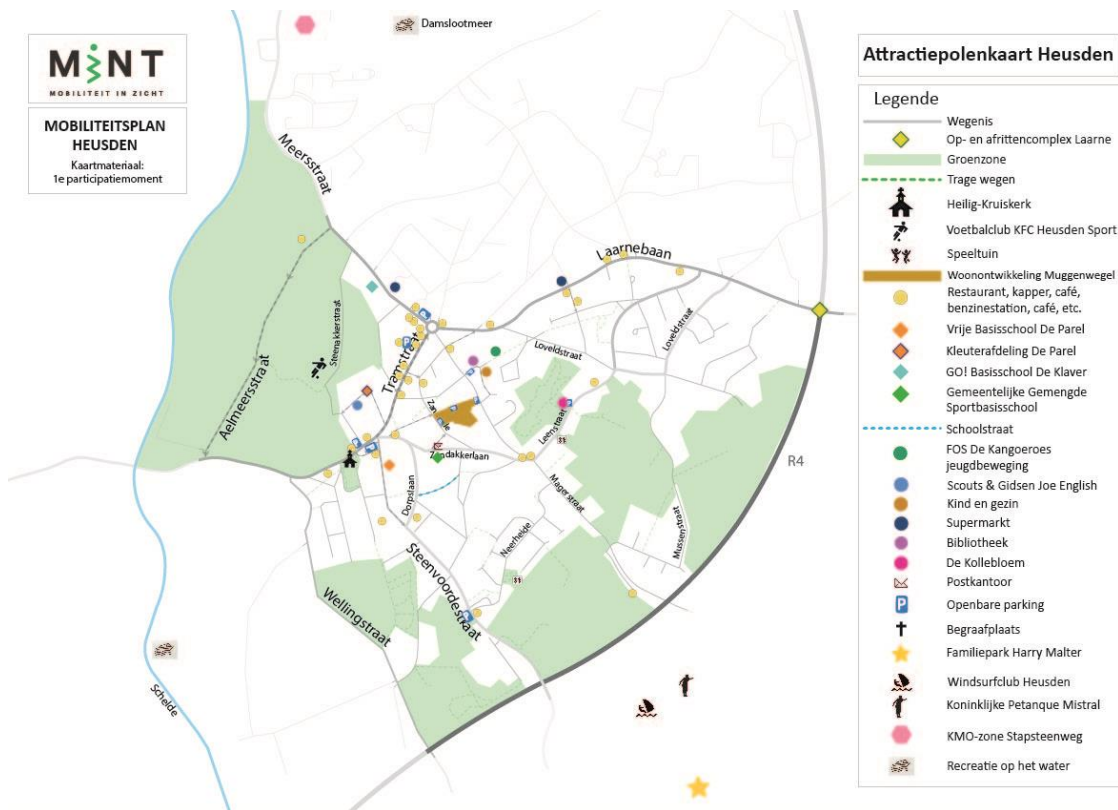 MINT
MOBILITEIT IN ZICHT
MOBILITEITSPLAN
HEUSDEN
Kaartmateriaal:
1e participatiemoment
Damslootmeer
Meersstraat
Laarnebaan
Steenakkerstraat
Tramstraat
Loveldstraat
Loveldstraat
Aelmeersstraat
Leenstraat
Zandakkerlaan
Dorpslaan
Magerstraat
Mussenstraat
Neerheide
Steenvoordestraat
Wellingstraat
Schelde
R4
Attractiepolenkaart Heusden
Legende
Wegenis
Op- en afrittencomplex Laarne
Groenzone
Trage wegen
Heilig-Kruiskerk
Voetbalclub KFC Heusden Sport
Speeltuin
Woonontwikkeling Muggenwegel
Restaurant, kapper, café,
benzinestation, café, etc.
Vrije Basisschool De Parel
Kleuterafdeling De Parel
GO! Basisschool De Klaver
Gemeentelijke Gemengde
Sportbasisschool
Schoolstraat
FOS De Kangoeroes
jeugdbeweging
Scouts & Gidsen Joe English
Kind en gezin
Supermarkt
Bibliotheek
De Kollebloem
Postkantoor
P Openbare parking
Begraafplaats
Familiepark Harry Malter
Windsurfclub Heusden
Koninklijke Petanque Mistral
KMO-zone Stapsteenweg
Recreatie op het water